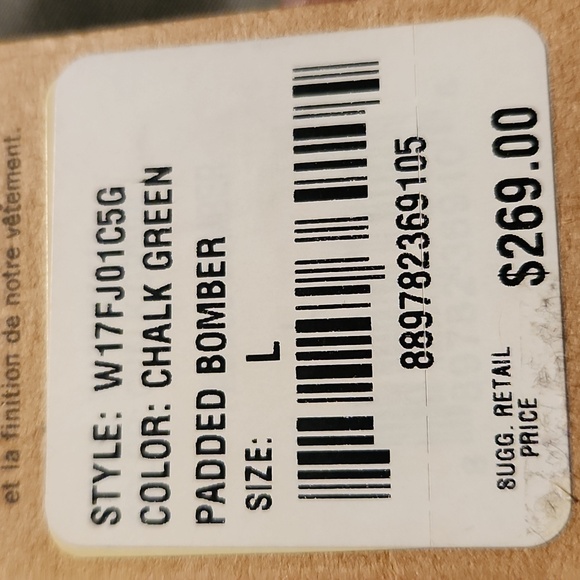 et la finition de notre vêtement.
STYLE: W17FJ01C5G
COLOR: CHALK GREEN
PADDED BOMBER
SIZE: L
889782369105
SUGG. RETAIL
PRICE
$269.00